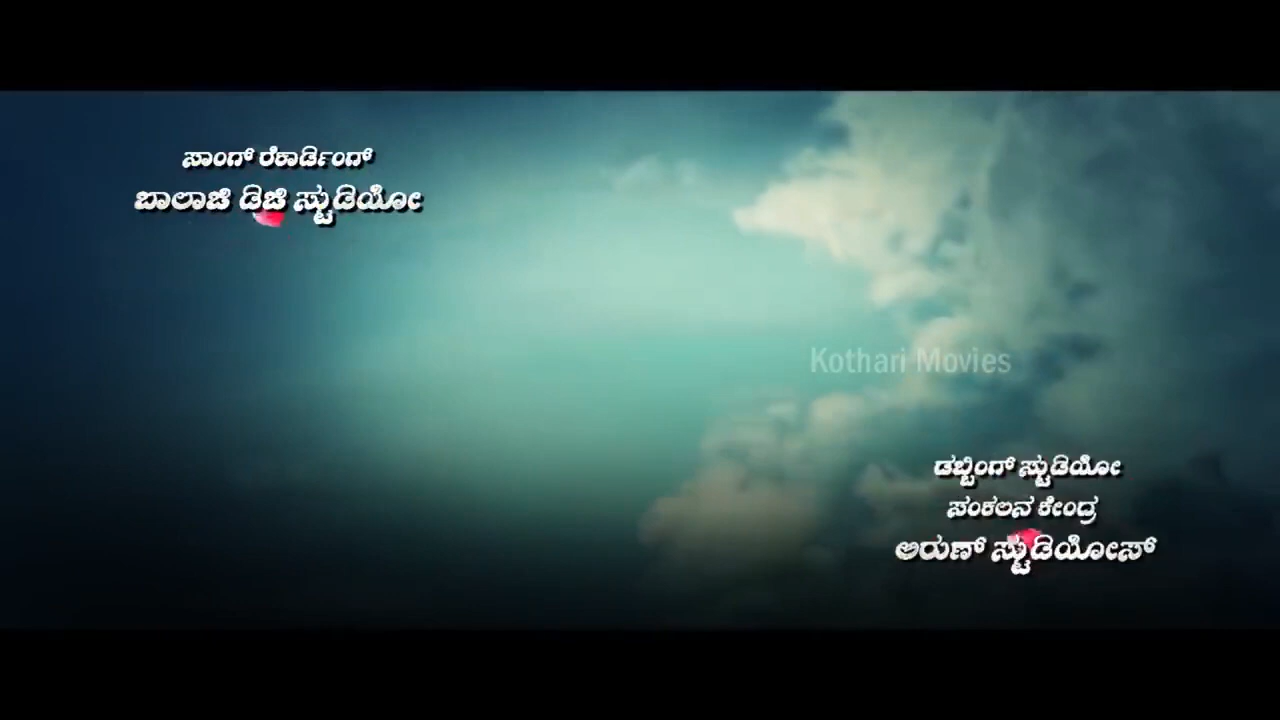 ಸಾಂಗ್ ರೆಕಾರ್ಡಿಂಗ್
ಬಾಲಾಜಿ ಡಿಜಿ ಸ್ಟುಡಿಯೋ
Kothari Movies
ಡಬ್ಬಿಂಗ್ ಸ್ಟುಡಿಯೋ
ಸಂಕಲನ ಕೇಂದ್ರ
ಅರುಣ್ ಸ್ಟುಡಿಯೋಸ್